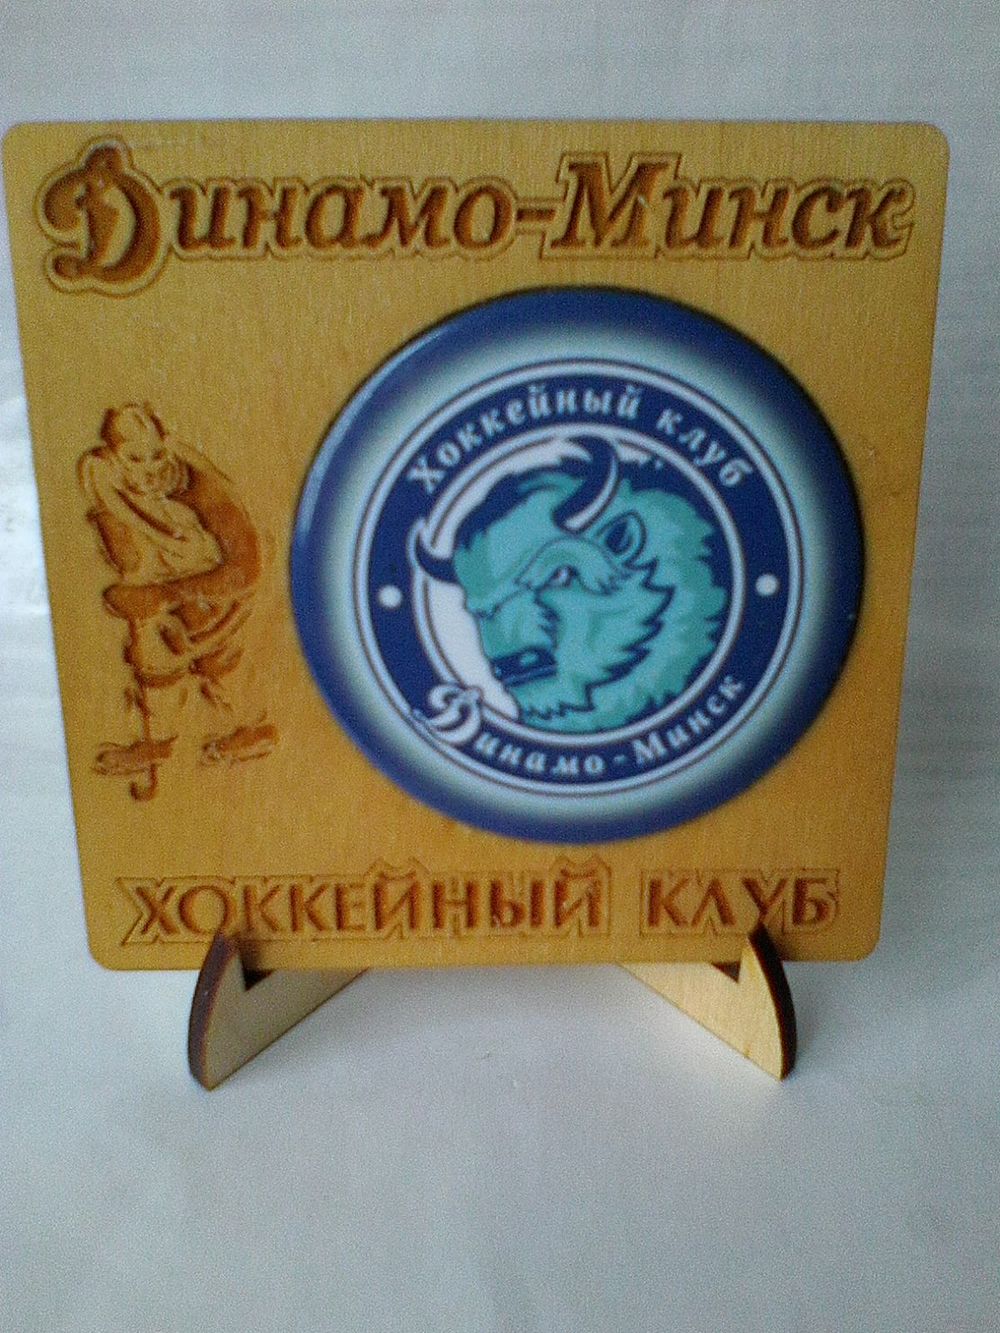 Динамо-Минск
Хоккейный клуб
Динамо-Минск
ХОККЕЙНЫЙ КЛУБ